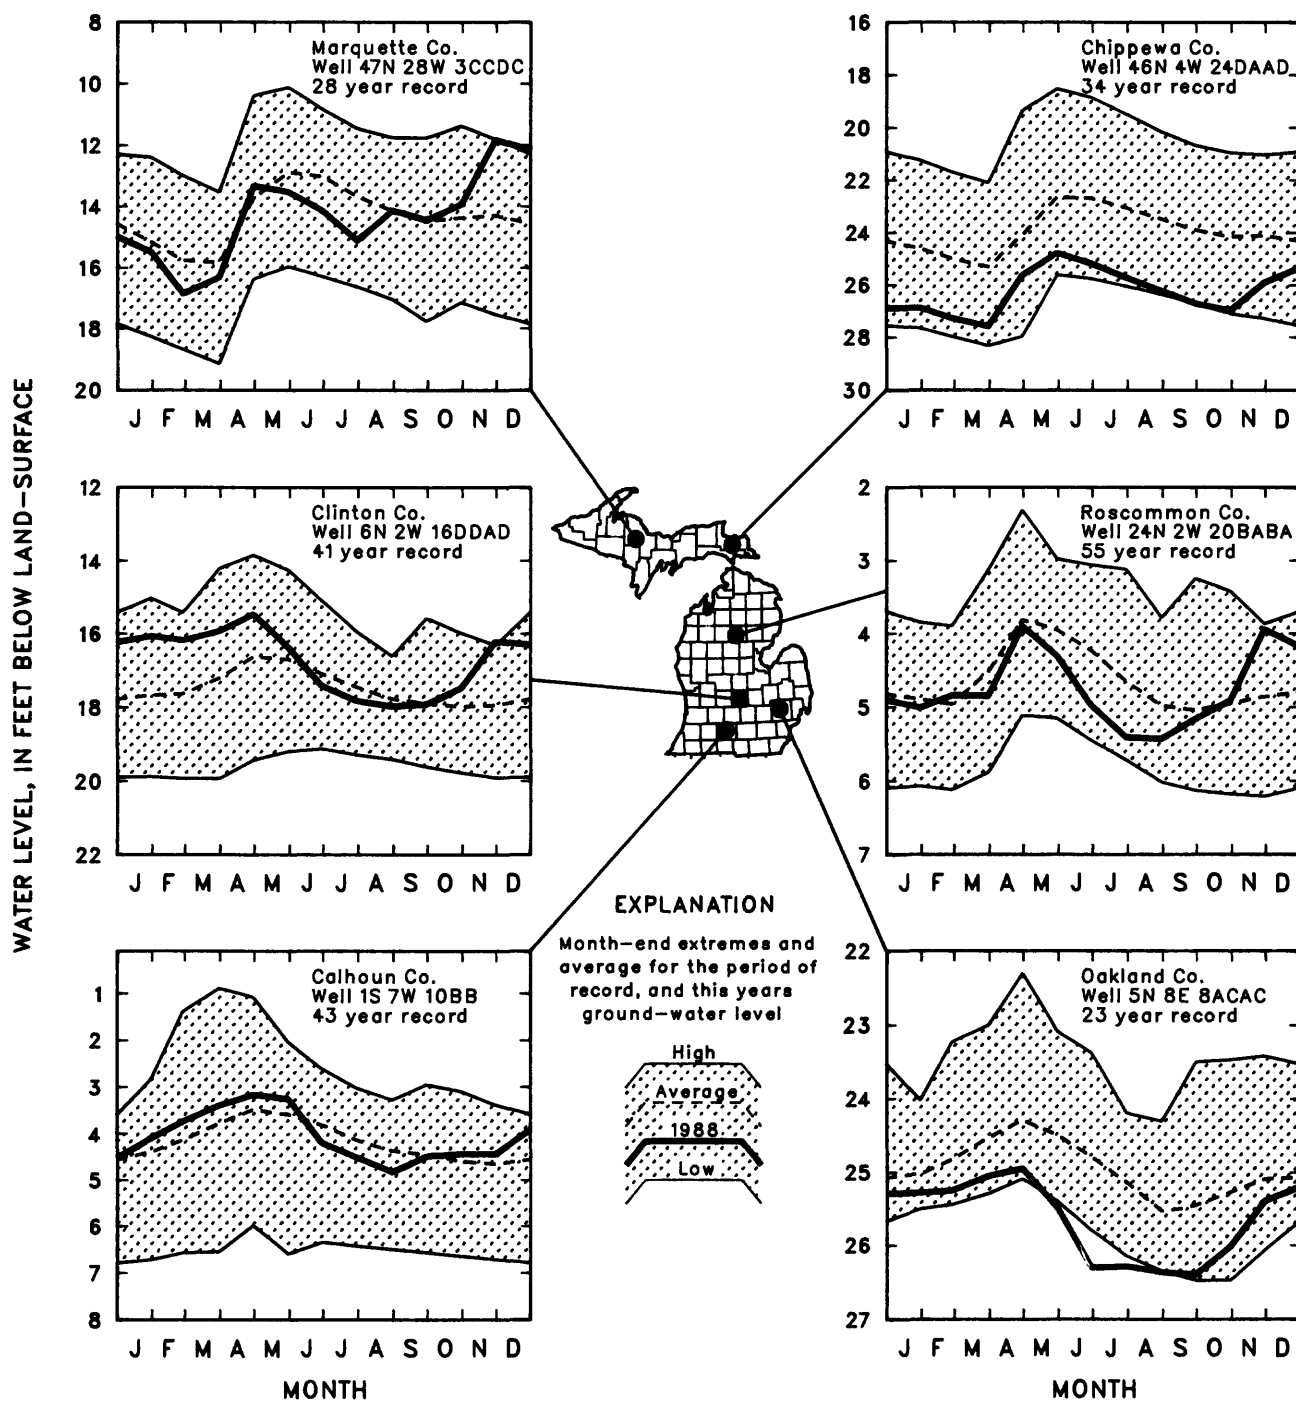 WATER LEVEL, IN FEET BELOW LAND-SURFACE
8
10
12
14
16
18
20
Marquette Co.
Well 47N 28W 3CCDC
28 year record
J F M A M J J A S O N D
16
18
20
22
24
26
28
30
Chippewa Co.
Well 46N 4W 24DAAD
34 year record
J F M A M J J A S O N D
12
14
16
18
20
22
Clinton Co.
Well 6N 2W 16DDAD
41 year record
J F M A M J J A S O N D
2
3
4
5
6
7
Roscommon Co.
Well 24N 2W 20BABA
55 year record
J F M A M J J A S O N D
1
2
3
4
5
6
7
8
Calhoun Co.
Well 1S 7W 10BB
43 year record
J F M A M J J A S O N D
MONTH
EXPLANATION
Month-end extremes and
average for the period of
record, and this years
ground-water level
High
Average
1988
Low
22
23
24
25
26
27
Oakland Co.
Well 5N 8E 8ACAC
23 year record
J F M A M J J A S O N D
MONTH